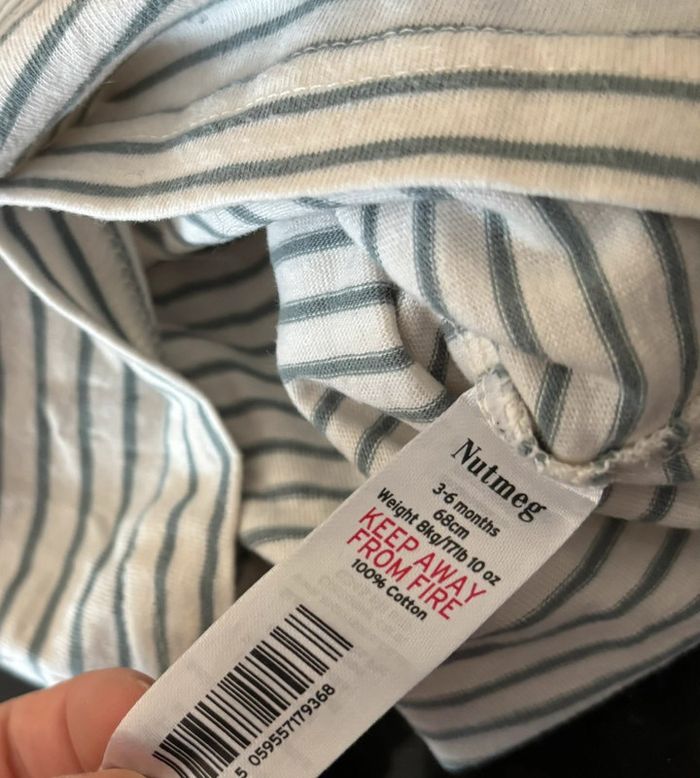 Nutmeg
3-6 months
68cm
Weight 8kg/17lb 10 oz
KEEP AWAY
FROM FIRE
100% Cotton
5 059557179368